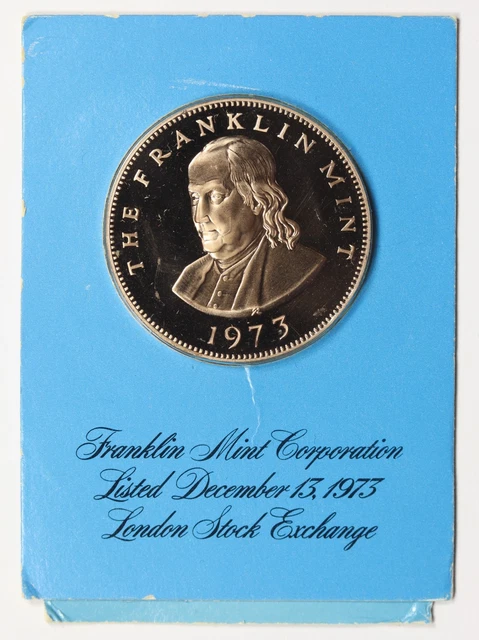 THE FRANKLIN MINT
1973
Franklin Mint Corporation
Listed December 13, 1973
London Stock Exchange